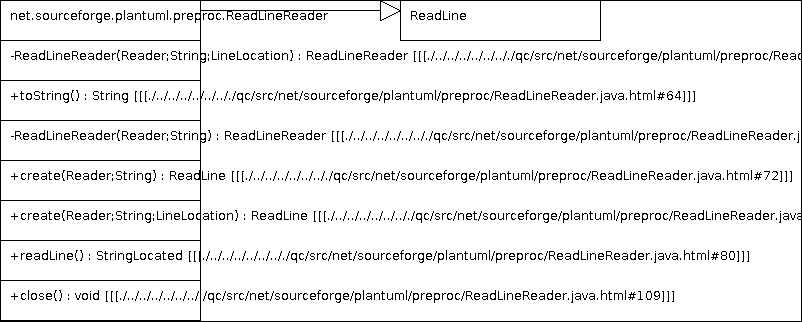 net.sourceforge.plantuml.preproc.ReadLineReader
ReadLine
-ReadLineReader(Reader;String;LineLocation) : ReadLineReader [[[./../../../../../../qc/src/net/sourceforge/plantuml/preproc/Read
+toString() : String [[[./../../../../../../qc/src/net/sourceforge/plantuml/preproc/ReadLineReader.java.html#64]]]
-ReadLineReader(Reader;String) : ReadLineReader [[[./../../../../../../qc/src/net/sourceforge/plantuml/preproc/ReadLineReader.j
+create(Reader;String) : ReadLine [[[./../../../../../../qc/src/net/sourceforge/plantuml/preproc/ReadLineReader.java.html#72]]]
+create(Reader;String;LineLocation) : ReadLine [[[./../../../../../../qc/src/net/sourceforge/plantuml/preproc/ReadLineReader.java
+readLine() : StringLocated [[[./../../../../../../qc/src/net/sourceforge/plantuml/preproc/ReadLineReader.java.html#80]]]
+close() : void [[[./../../../../../../qc/src/net/sourceforge/plantuml/preproc/ReadLineReader.java.html#109]]]